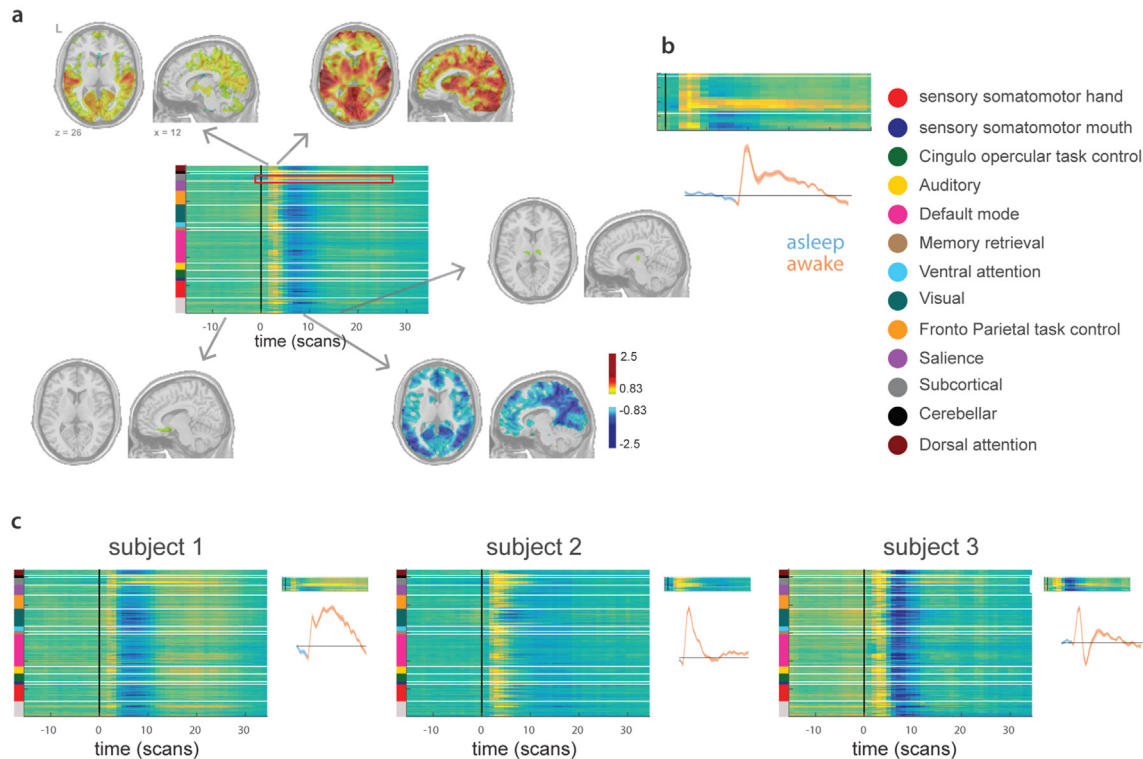 a
L
z = 26
x = 12
-10
0
10
20
30
time (scans)
2.5
0.83
-0.83
-2.5
b
asleep
awake
sensory somatomotor hand
sensory somatomotor mouth
Cingulo opercular task control
Auditory
Default mode
Memory retrieval
Ventral attention
Visual
Fronto Parietal task control
Salience
Subcortical
Cerebellar
Dorsal attention
c
subject 1
-10
0
10
20
30
time (scans)
subject 2
-10
0
10
20
30
time (scans)
subject 3
-10
0
10
20
30
time (scans)